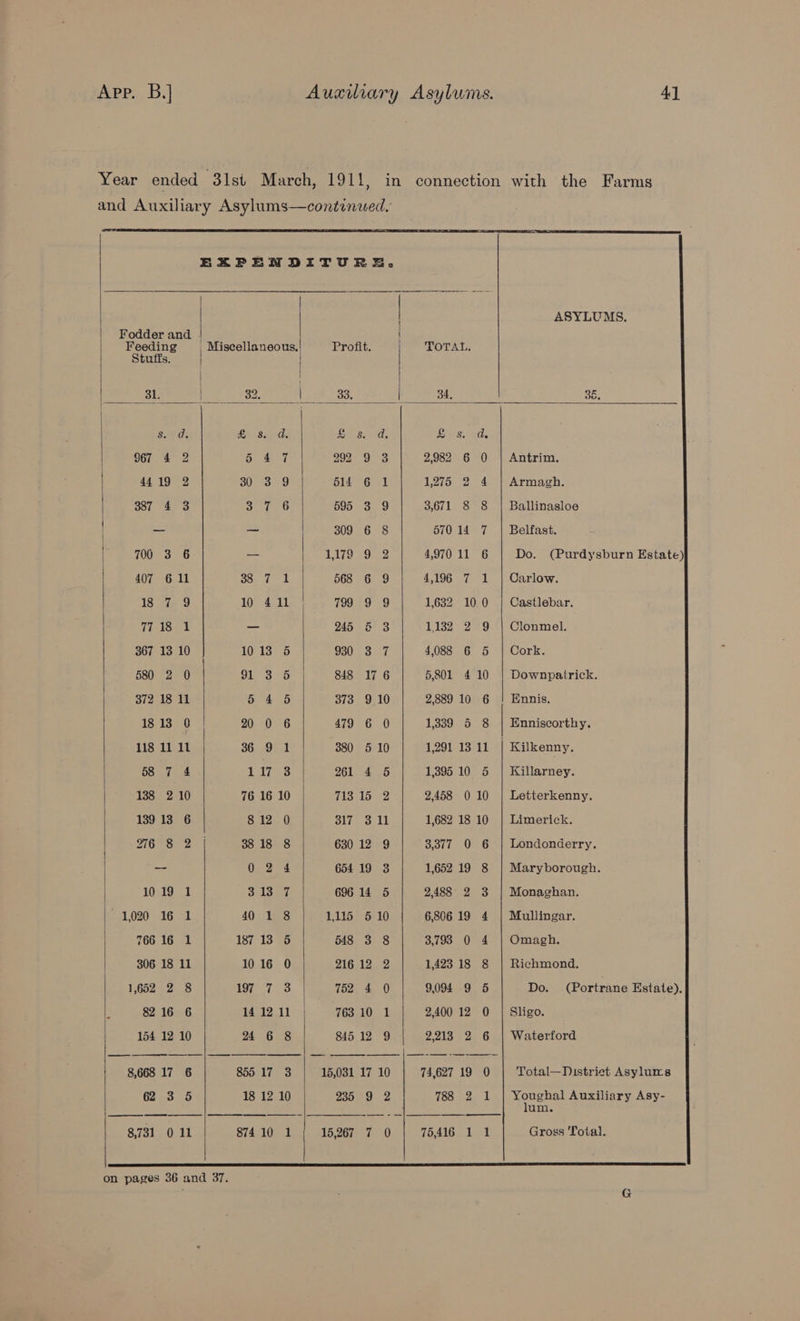 App. B.] Auxiliary Asylums. 41
Year ended 31st March, 1911, in connection with the Farms
and Auxiliary Asylums—continued.
EXPENDITURE.
ASYLUMS.
Fodder and Feeding Stuffs. Miscellaneous. Profit. TOTAL.
31. 32. 33. 34. 35.
s. d. £ s. d. £ s. d. £ s. d.
967 4 2 5 4 7 292 9 3 2,982 6 0 Antrim.
44 19 2 30 3 9 514 6 1 1,275 2 4 Armagh.
387 4 3 3 7 6 595 3 9 3,671 8 8 Ballinasloe
— — 309 6 8 570 14 7 Belfast.
700 3 6 — 1,179 9 2 4,970 11 6 Do. (Purdysburn Estate)
407 6 11 38 7 1 568 6 9 4,196 7 1 Carlow.
18 7 9 10 4 11 799 9 9 1,632 10 0 Castlebar.
77 18 1 — 245 5 3 1,132 2 9 Clonmel.
367 13 10 10 13 5 930 3 7 4,088 6 5 Cork.
580 2 0 91 3 5 848 17 6 5,801 4 10 Downpatrick.
372 18 11 5 4 5 373 9 10 2,889 10 6 Ennis.
18 13 0 20 0 6 479 6 0 1,339 5 8 Enniscorthy.
118 11 11 36 9 1 380 5 10 1,291 13 11 Kilkenny.
58 7 4 1 17 3 261 4 5 1,395 10 5 Killarney.
138 2 10 76 16 10 713 15 2 2,458 0 10 Letterkenny.
139 13 6 8 12 0 317 3 11 1,682 18 10 Limerick.
276 8 2 38 18 8 630 12 9 3,377 0 6 Londonderry.
— 0 2 4 654 19 3 1,652 19 8 Maryborough.
10 19 1 3 13 7 696 14 5 2,488 2 3 Monaghan.
1,020 16 1 40 1 8 1,115 5 10 6,806 19 4 Mullingar.
766 16 1 187 13 5 548 3 8 3,793 0 4 Omagh.
306 18 11 10 16 0 216 12 2 1,423 18 8 Richmond.
1,652 2 8 197 7 3 752 4 0 9,094 9 5 Do. (Portrane Estate).
82 16 6 14 12 11 763 10 1 2,400 12 0 Sligo.
154 12 10 24 6 8 845 12 9 2,213 2 6 Waterford
8,668 17 6 855 17 3 15,031 17 10 74,627 19 0 Total—District Asylums
62 3 5 18 12 10 235 9 2 788 2 1 Youghal Auxiliary Asy-
lum.
8,731 0 11 874 10 1 15,267 7 0 75,416 1 1 Gross Total.
on pages 36 and 37.
G